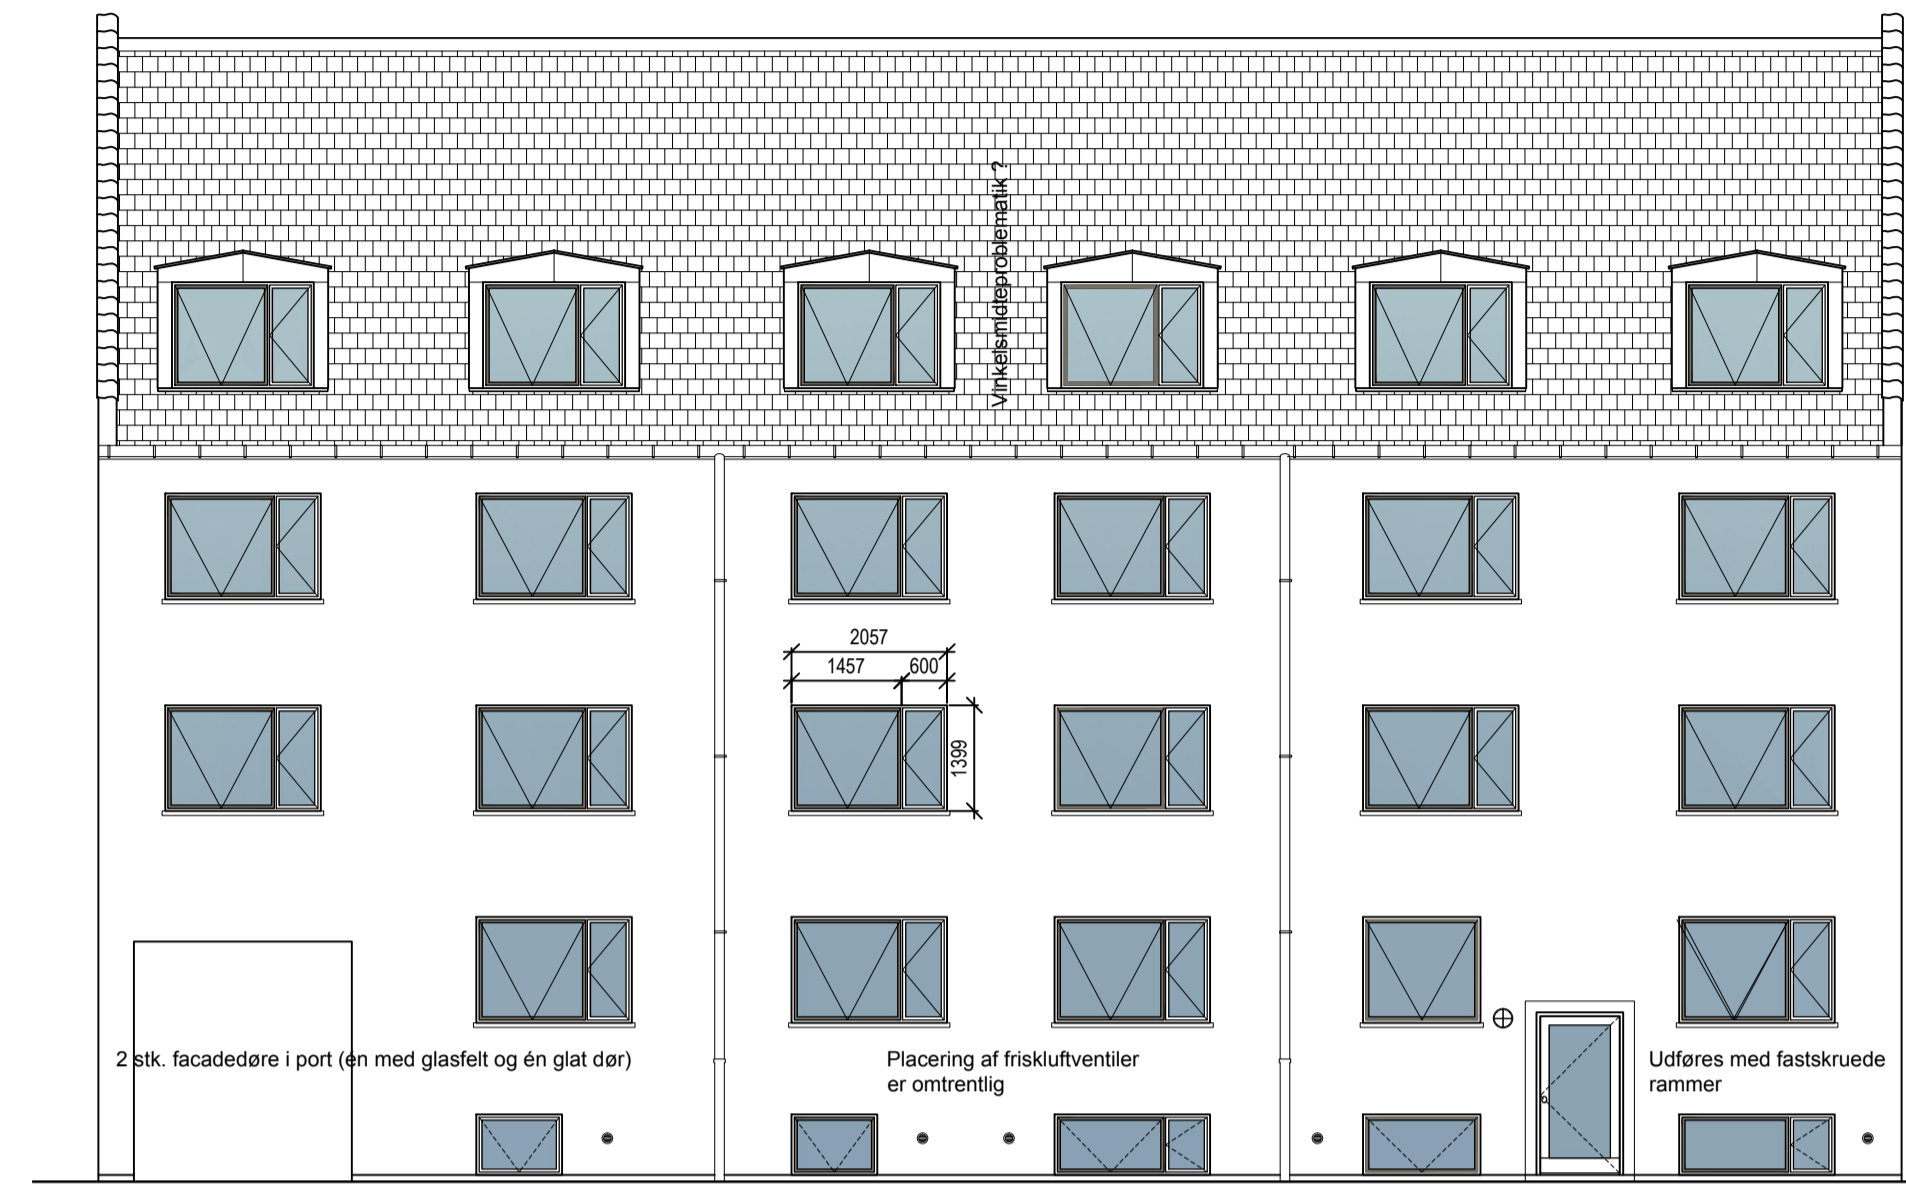 Vinkelsmidteproblematik ?
2057
1457
600
1399
2 stk. facadedøre i port (en med glasfelt og én glat dør)
Placering af friskluftventiler
er omtrentlig
Udføres med fastskruede
rammer